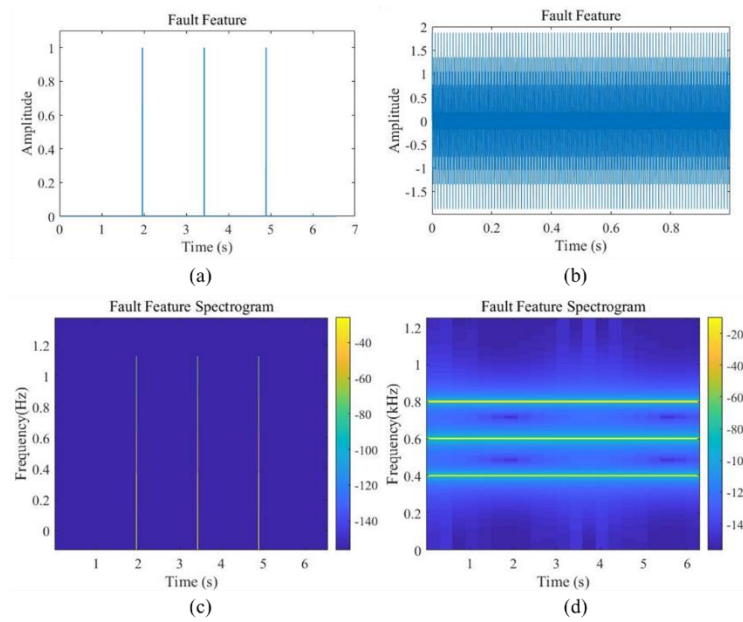 Fault Feature
Amplitude
1
0.8
0.6
0.4
0.2
0
0 1 2 3 4 5 6 7
Time (s)
(a)
Fault Feature
Amplitude
2
1.5
1
0.5
0
-0.5
-1
-1.5
0 0.2 0.4 0.6 0.8
Time (s)
(b)
Fault Feature Spectrogram
Frequency(Hz)
1.2
1
0.8
0.6
0.4
0.2
0
1 2 3 4 5 6
Time (s)
-40
-60
-80
-100
-120
-140
(c)
Fault Feature Spectrogram
Frequency(kHz)
1.2
1
0.8
0.6
0.4
0.2
0
1 2 3 4 5 6
Time (s)
-20
-40
-60
-80
-100
-120
-140
(d)